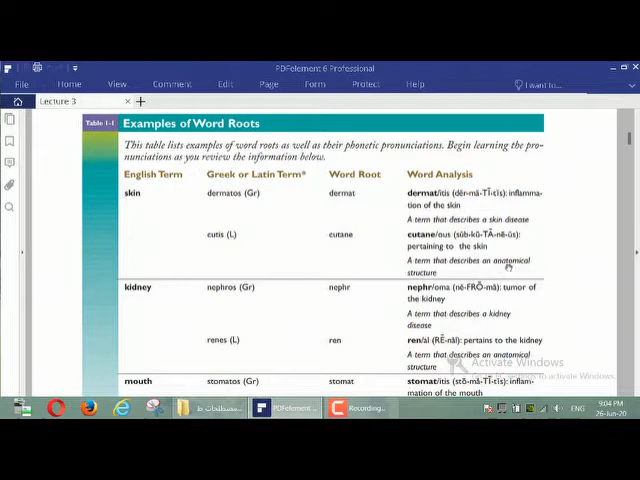 PDFelement 6 Professional
File Home View Comment Edit Page Form Protect Help I want to...
Lecture 3
Table 1-1 Examples of Word Roots
This table lists examples of word roots as well as their phonetic pronunciations. Begin learning the pro-
nunciations as you review the information below.
English Term Greek or Latin Term* Word Root Word Analysis
skin dermatos (Gr) dermat dermat/itis (dĕr-mă-TĪ-tĭs): inflamma-
tion of the skin
A term that describes a skin disease
cutis (L) cutane cutane/ous (sŭb-kū-TĀ-nē-ŭs):
pertaining to the skin
A term that describes an anatomical
structure
kidney nephros (Gr) nephr nephr/oma (nĕ-FRŌ-mă): tumor of
the kidney
A term that describes a kidney
disease
renes (L) ren ren/al (RĒ-năl): pertains to the kidney
A term that describes an anatomical
structure
mouth stomatos (Gr) stomat stomat/itis (stō-mă-TĪ-tĭs): inflam-
mation of the mouth
Activate Windows
settings to activate Windows.
مصطلحات ط...
PDFelement ...
Recording...
ENG
9:04 PM
26-Jun-20